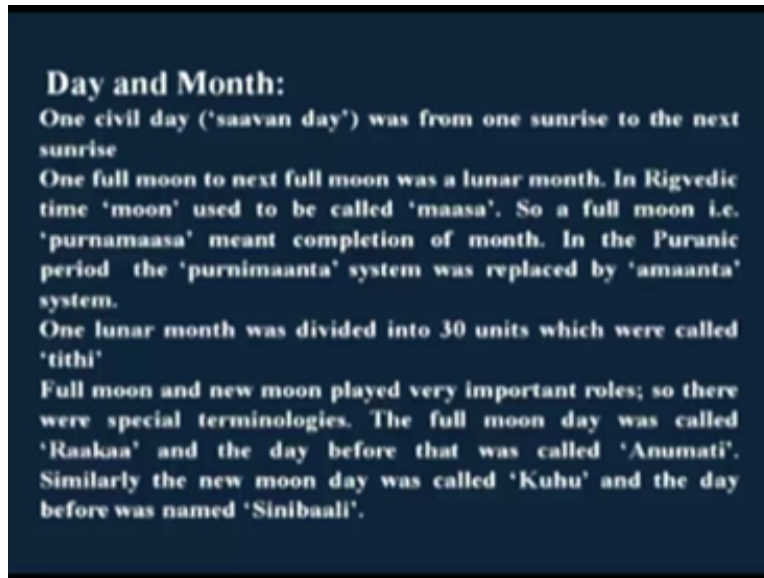 Day and Month:
One civil day ('saavan day') was from one sunrise to the next
sunrise
One full moon to next full moon was a lunar month. In Rigvedic
time 'moon' used to be called 'maasa'. So a full moon i.e.
'purnamaasa' meant completion of month. In the Puranic
period the 'purnimaanta' system was replaced by 'amaanta'
system.
One lunar month was divided into 30 units which were called
'tithi'
Full moon and new moon played very important roles; so there
were special terminologies. The full moon day was called
'Raakaa' and the day before that was called 'Anumati'.
Similarly the new moon day was called 'Kuhu' and the day
before was named 'Sinibaali'.